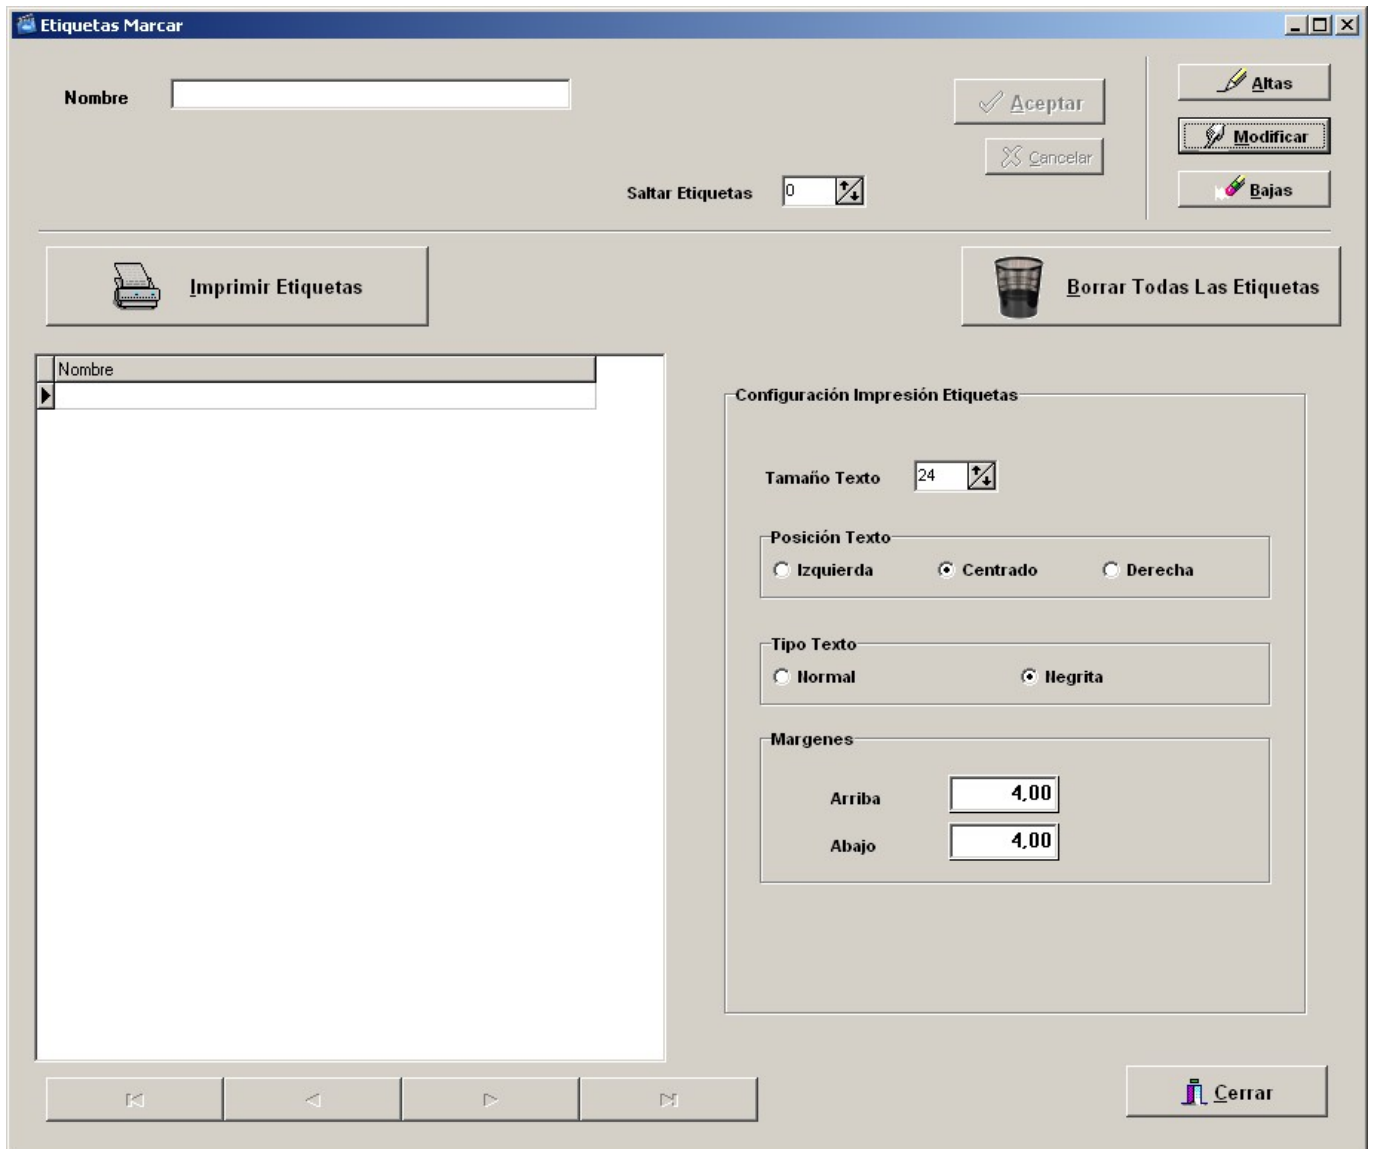 Etiquetas Marcar
Nombre
Aceptar
Altas
Cancelar
Modificar
Saltar Etiquetas 0
Bajas
Imprimir Etiquetas
Borrar Todas Las Etiquetas
Nombre
Configuración Impresión Etiquetas
Tamaño Texto 24
Posición Texto
Izquierda Centrado Derecha
Tipo Texto
Normal Negrita
Margenes
Arriba 4,00
Abajo 4,00
Cerrar